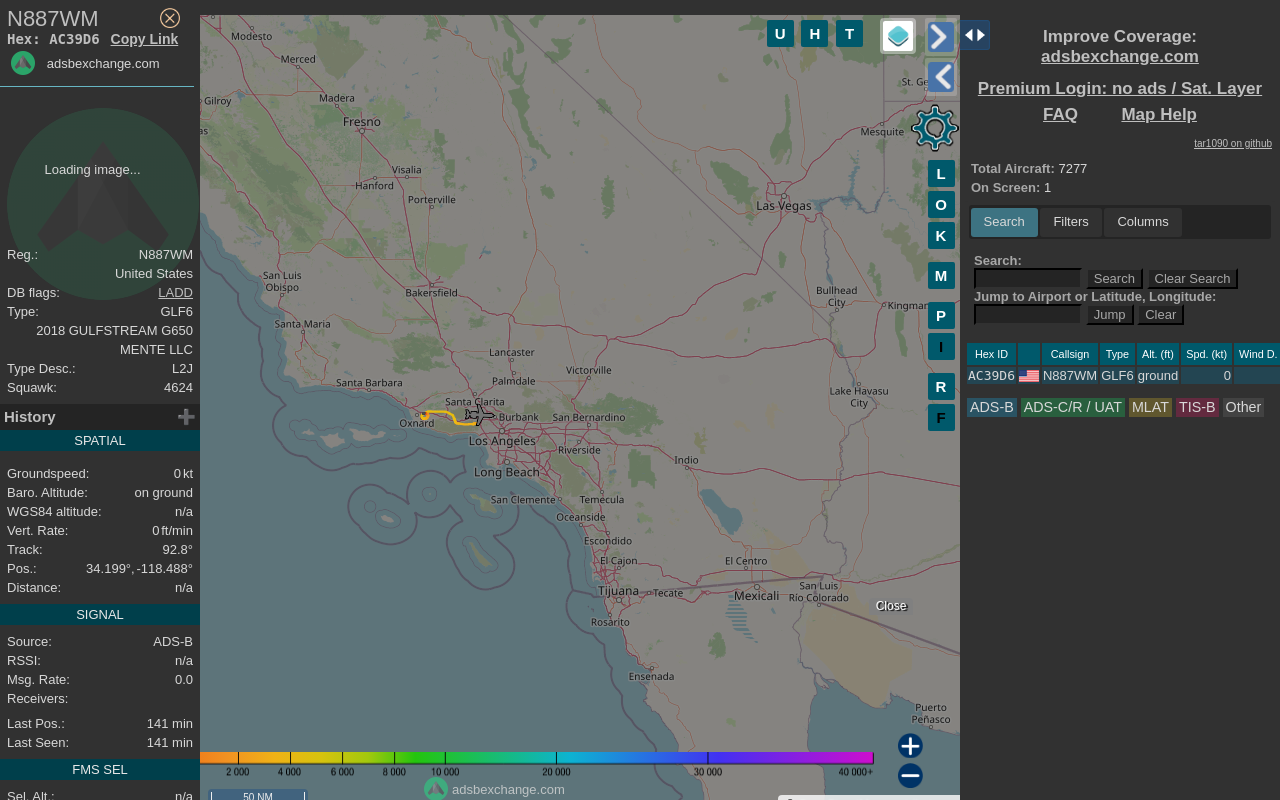 N887WM
Hex: AC39D6 Copy Link
adsbexchange.com
Loading image...
Reg.: N887WM
United States
DB flags: LADD
Type: GLF6
2018 GULFSTREAM G650
MENTE LLC
Type Desc.: L2J
Squawk: 4624
History
SPATIAL
Groundspeed: 0 kt
Baro. Altitude: on ground
WGS84 altitude: n/a
Vert. Rate: 0 ft/min
Track: 92.8°
Pos.: 34.199°, -118.488°
Distance: n/a
SIGNAL
Source: ADS-B
RSSI: n/a
Msg. Rate: 0.0
Receivers:
Last Pos.: 141 min
Last Seen: 141 min
FMS SEL
Sel. Alt.: n/a
U H T
Modesto
Merced
Gilroy
Madera
Fresno
Visalia
Hanford
Porterville
St. Ge
Mesquite
Las Vegas
San Luis
Obispo
Bakersfield
Bullhead
City
Kingman
Santa Maria
Lancaster
Palmdale
Victorville
Santa Barbara
Santa Clarita
Lake Havasu
City
Oxnard
Burbank
San Bernardino
Los Angeles
Riverside
Long Beach
Indio
San Clemente
Temecula
Oceanside
Escondido
El Cajon
El Centro
Tijuana
Tecate
Mexicali
San Luis
Río Colorado
Rosarito
Close
Ensenada
Puerto
Peñasco
L
O
K
M
P
I
R
F
2 000 4 000 6 000 8 000 10 000 20 000 30 000 40 000+
adsbexchange.com
50 NM
Improve Coverage:
adsbexchange.com
Premium Login: no ads / Sat. Layer
FAQ Map Help
tar1090 on github
Total Aircraft: 7277
On Screen: 1
Search Filters Columns
Search:
Search Clear Search
Jump to Airport or Latitude, Longitude:
Jump Clear
Hex ID Callsign Type Alt. (ft) Spd. (kt) Wind D.
AC39D6 N887WM GLF6 ground 0
ADS-B ADS-C/R / UAT MLAT TIS-B Other